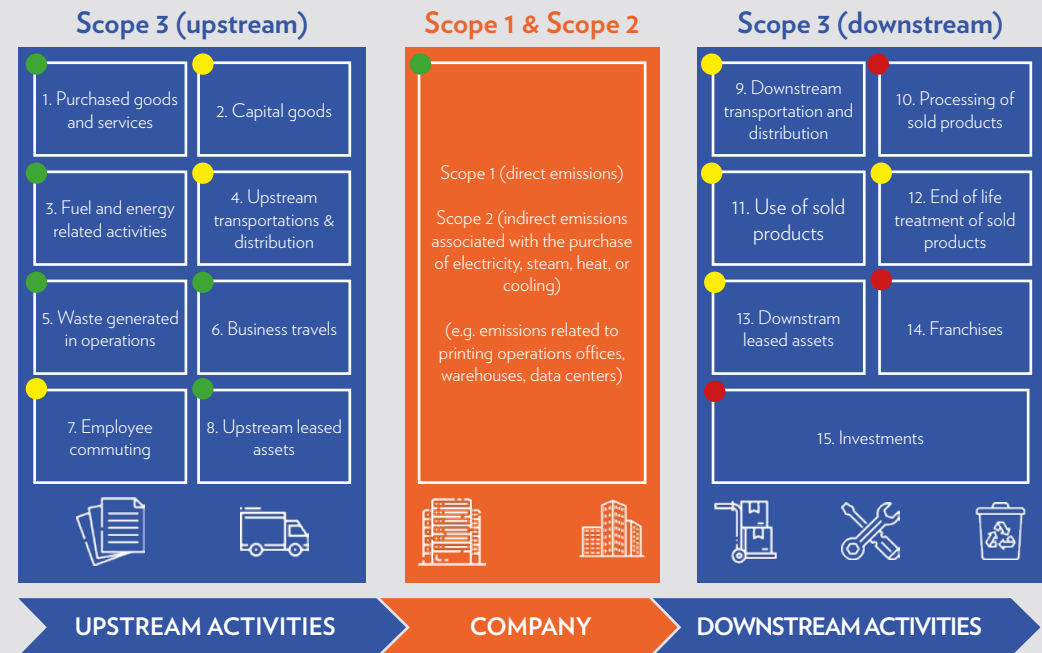 Scope 3 (upstream)
Scope 1 & Scope 2
Scope 3 (downstream)
1. Purchased goods
and services
2. Capital goods
3. Fuel and energy
related activities
4. Upstream
transportations &
distribution
5. Waste generated
in operations
6. Business travels
7. Employee
commuting
8. Upstream leased
assets
Scope 1 (direct emissions)
Scope 2 (indirect emissions
associated with the purchase
of electricity, steam, heat, or
cooling)
(e.g. emissions related to
printing operations offices,
warehouses, data centers)
9. Downstream
transportation and
distribution
10. Processing of
sold products
11. Use of sold
products
12. End of life
treatment of sold
products
13. Downstram
leased assets
14. Franchises
15. Investments
UPSTREAM ACTIVITIES
COMPANY
DOWNSTREAM ACTIVITIES